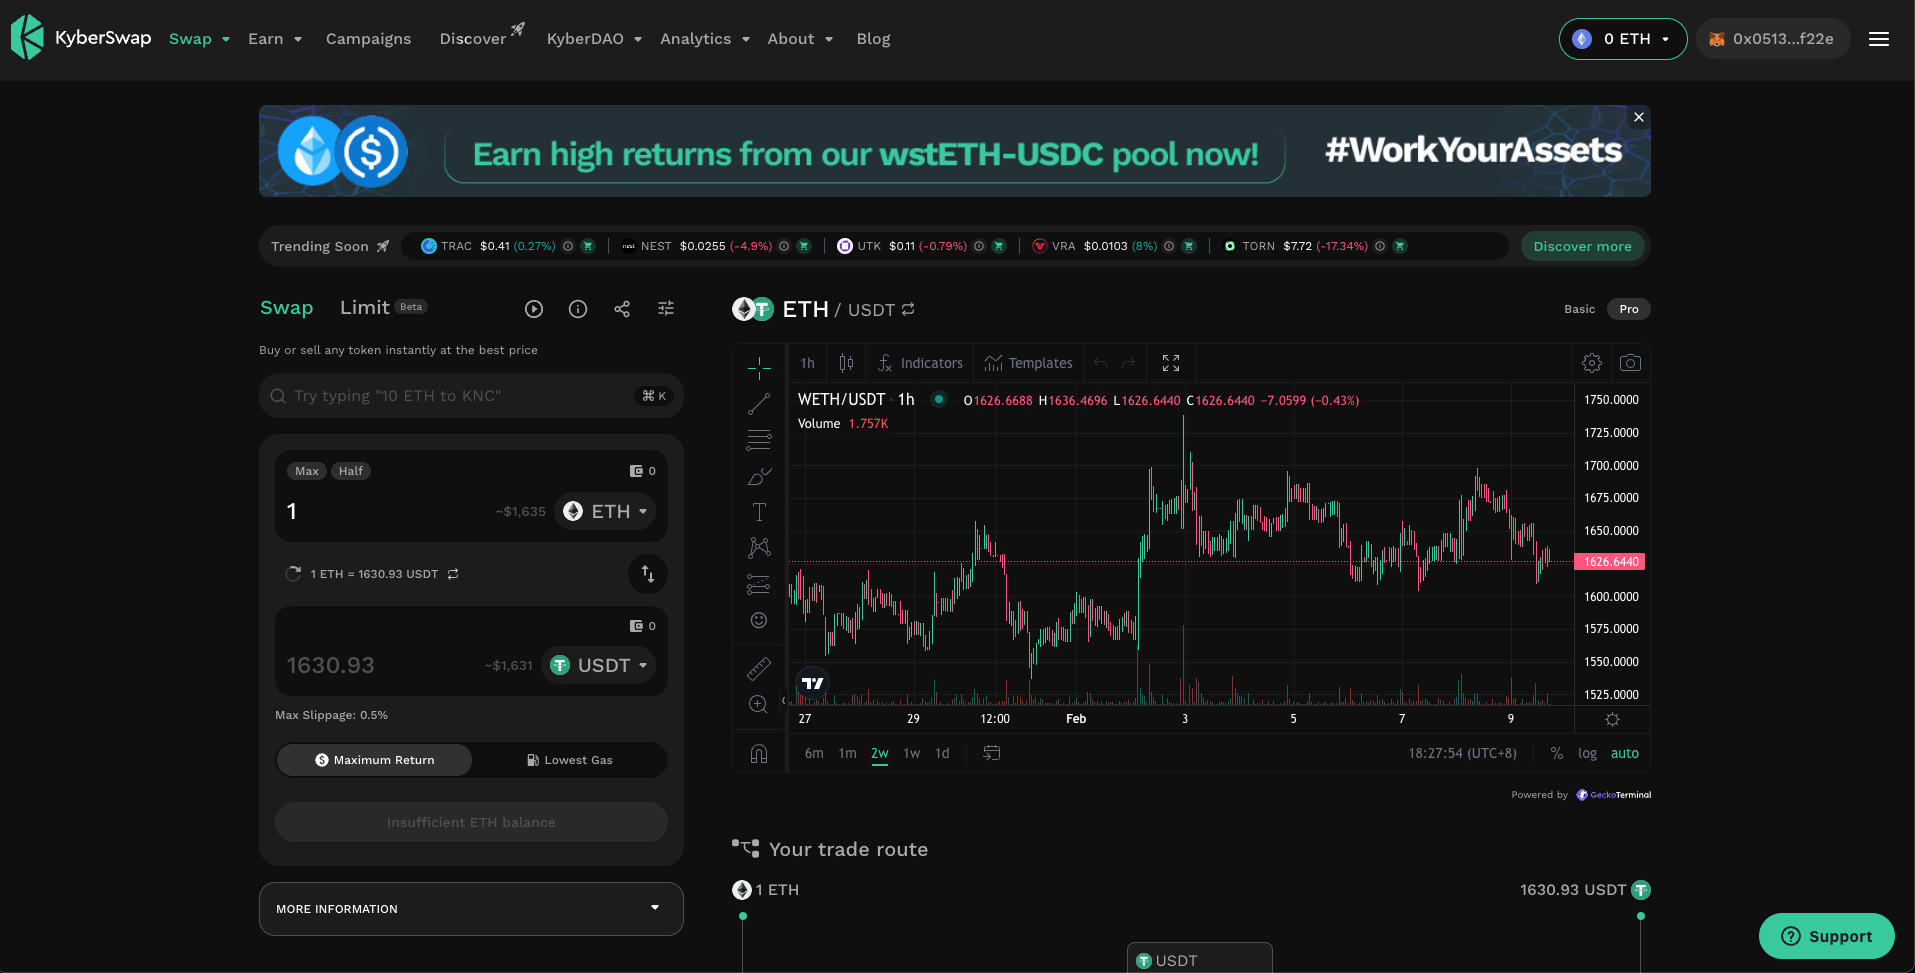 KyberSwap Swap Earn Campaigns Discover KyberDAO Analytics About Blog 0 ETH 0x0513...f22e
Earn high returns from our wstETH-USDC pool now! #WorkYourAssets
Trending Soon TRAC $0.41 (0.27%) NEST $0.0255 (-4.9%) UTK $0.11 (-0.79%) VRA $0.0103 (8%) TORN $7.72 (-17.34%) Discover more
Swap Limit Beta
Buy or sell any token instantly at the best price
Try typing "10 ETH to KNC" ⌘ K
Max Half 0
1 ~$1,635 ETH
1 ETH = 1630.93 USDT
0
1630.93 ~$1,631 USDT
Max Slippage: 0.5%
Maximum Return Lowest Gas
Insufficient ETH balance
MORE INFORMATION
ETH / USDT Basic Pro
1h Indicators Templates
WETH/USDT · 1h O1626.6688 H1636.4696 L1626.6440 C1626.6440 −7.0599 (−0.43%)
Volume 1.757K
1750.0000
1725.0000
1700.0000
1675.0000
1650.0000
1626.6440
1600.0000
1575.0000
1550.0000
1525.0000
27 29 12:00 Feb 3 5 7 9
6m 1m 2w 1w 1d 18:27:54 (UTC+8) % log auto
Powered by GeckoTerminal
Your trade route
1 ETH 1630.93 USDT
USDT
Support